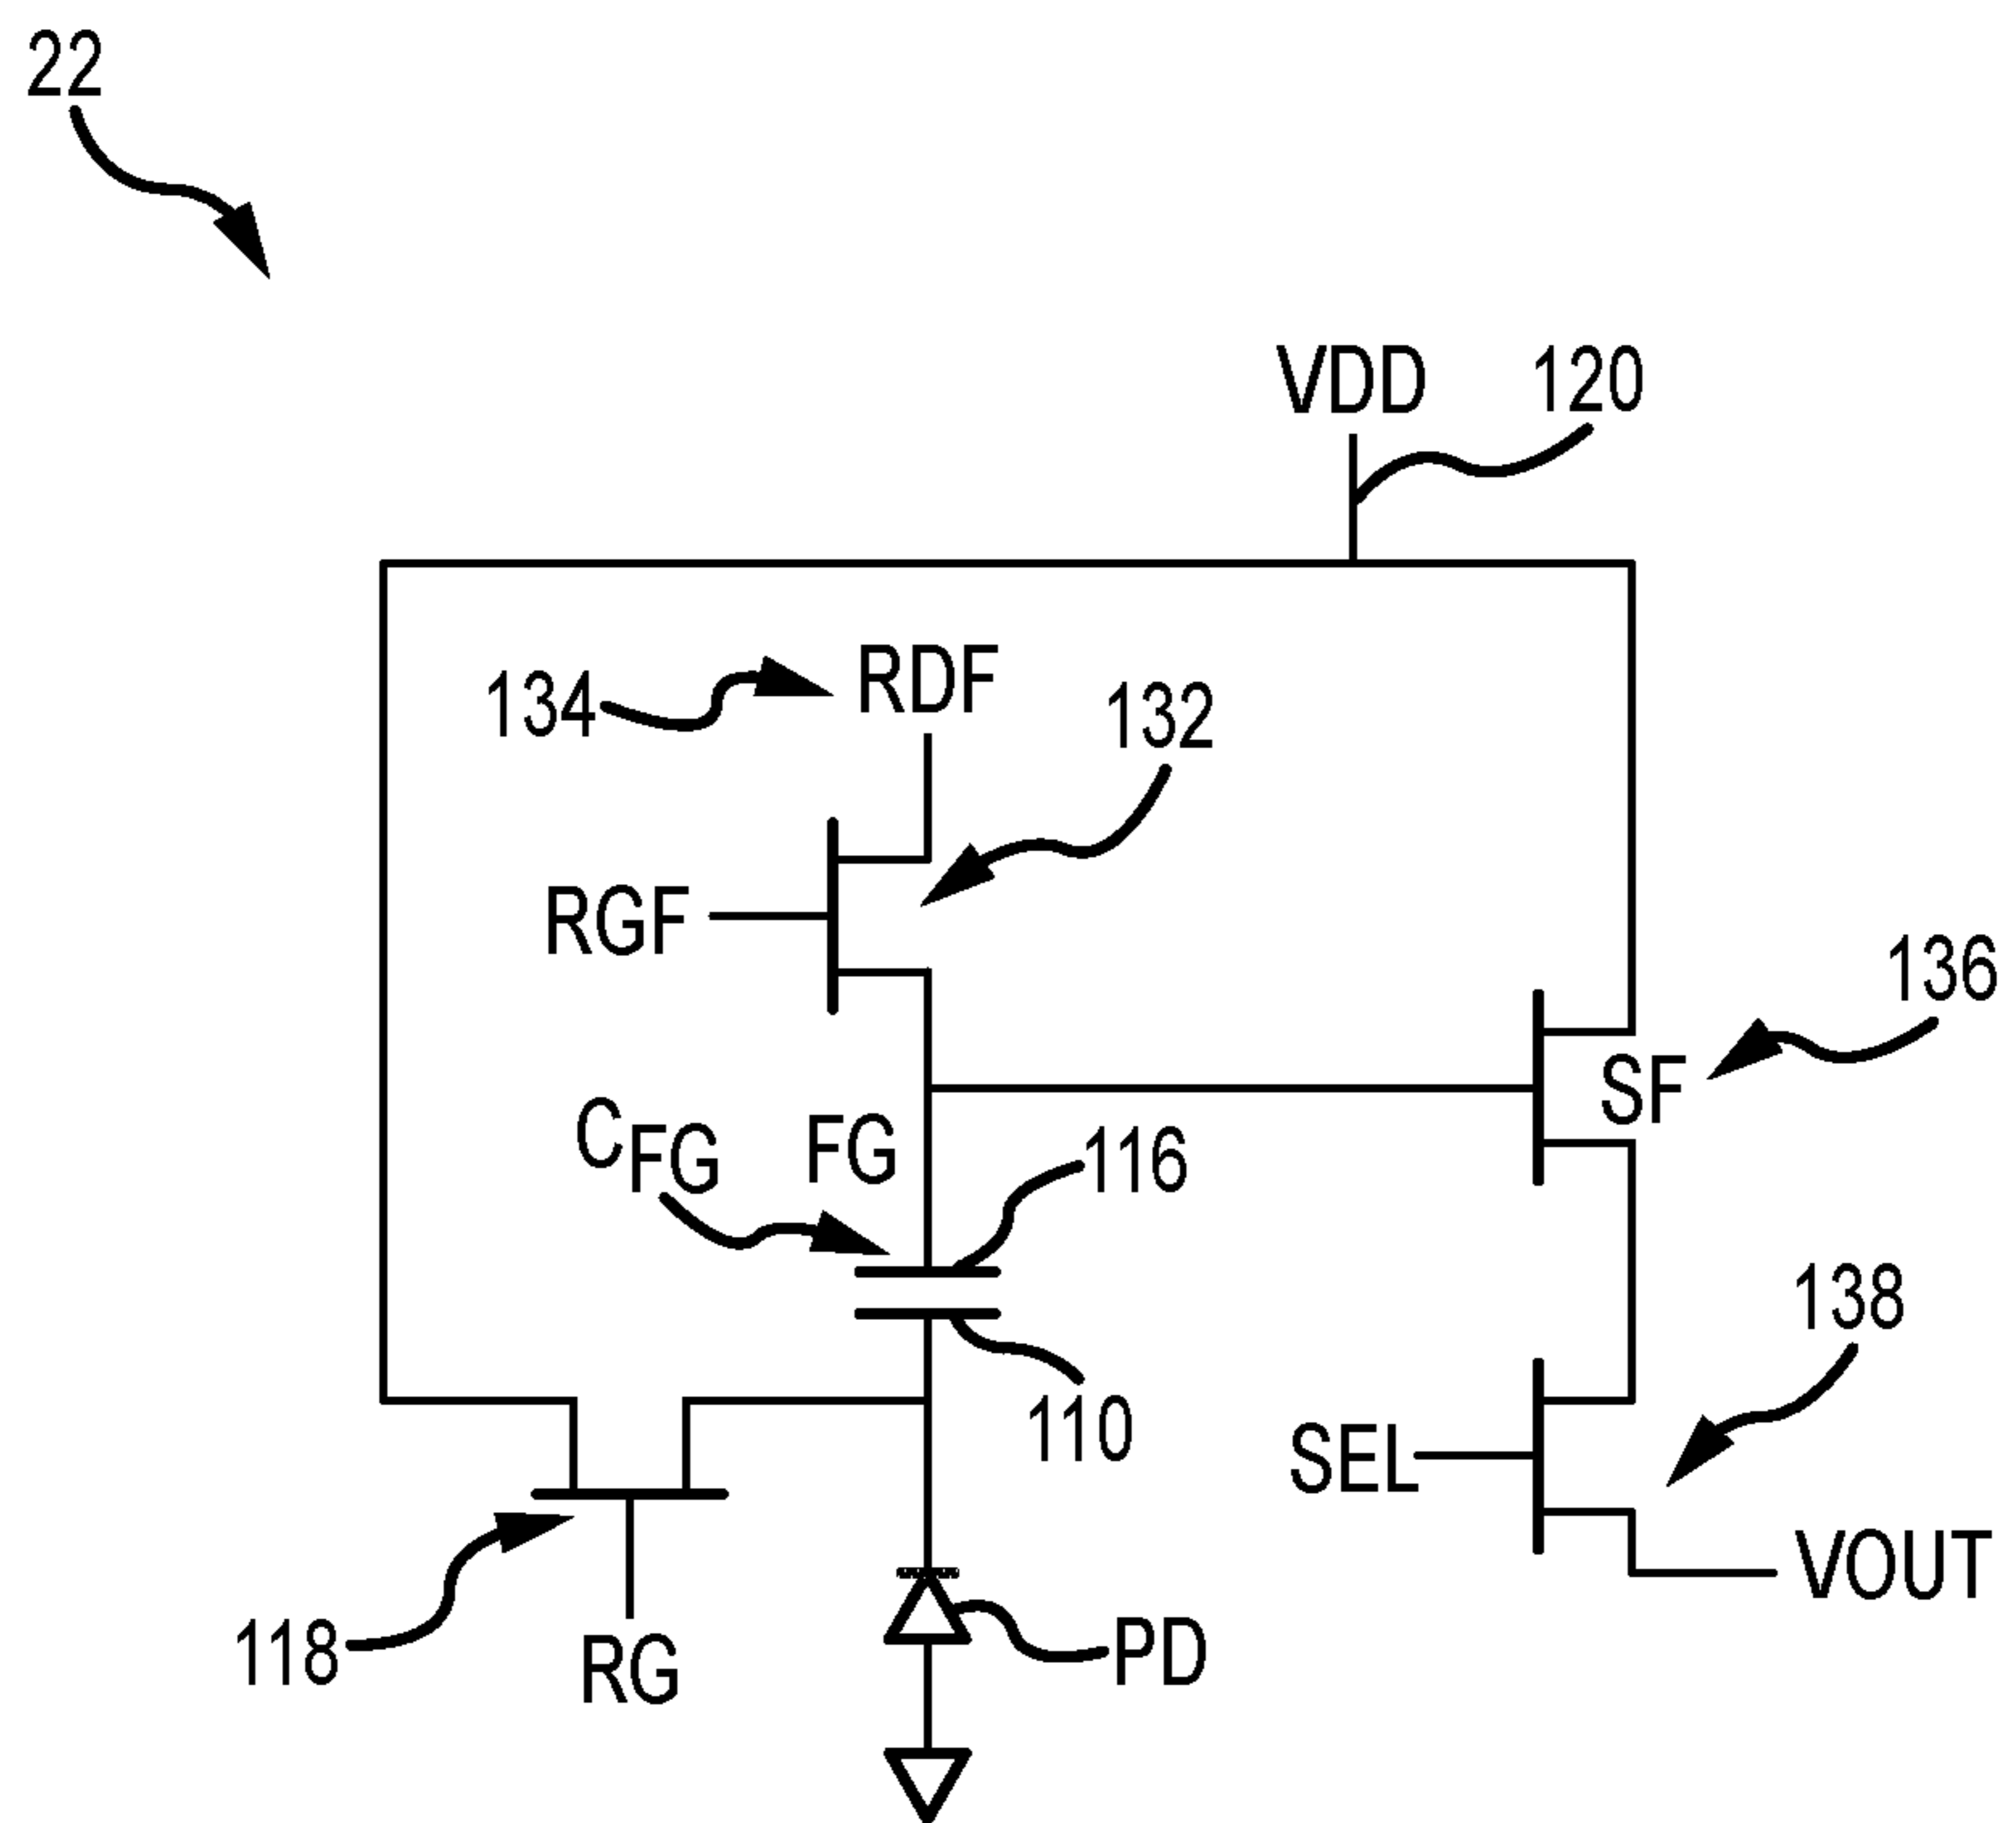 22
VDD
120
134
RDF
132
RGF
136
SF
CFG
FG
116
138
110
SEL
VOUT
118
RG
PD